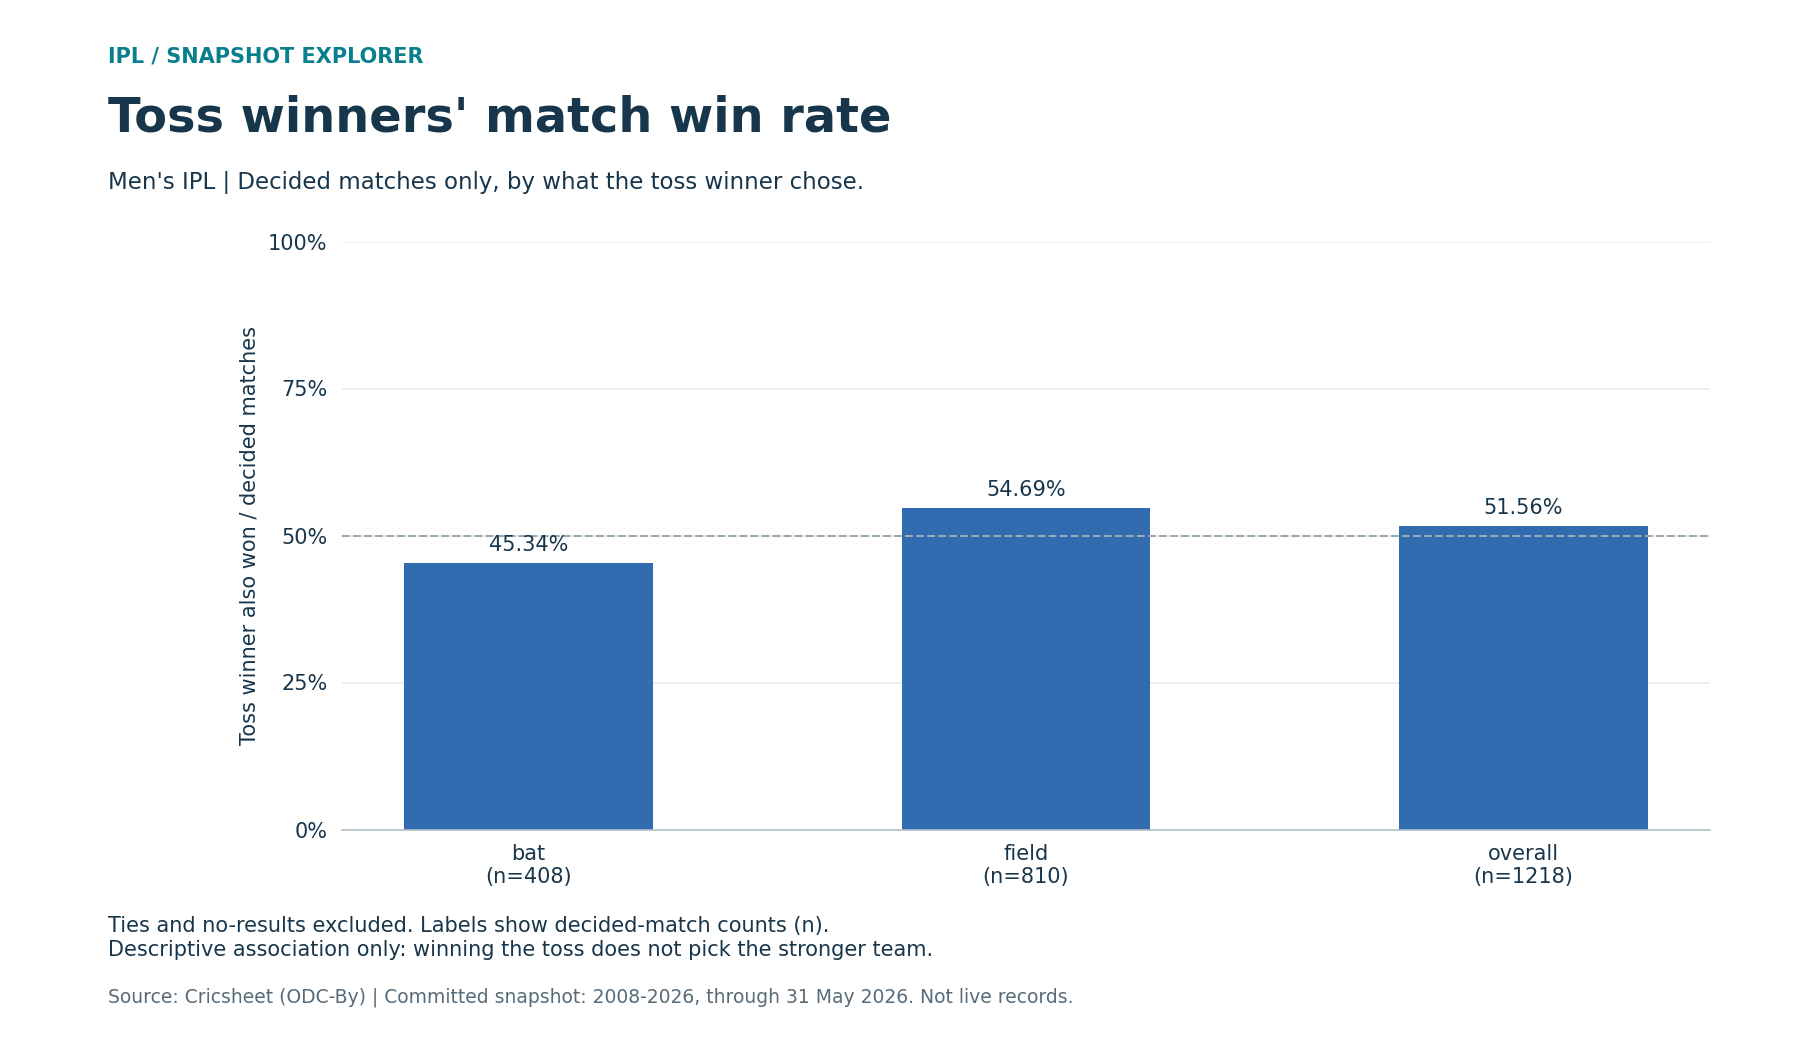 IPL / SNAPSHOT EXPLORER
Toss winners' match win rate
Men's IPL | Decided matches only, by what the toss winner chose.
Toss winner also won / decided matches
100%
75%
50%
25%
0%
45.34%
54.69%
51.56%
bat
(n=408)
field
(n=810)
overall
(n=1218)
Ties and no-results excluded. Labels show decided-match counts (n).
Descriptive association only: winning the toss does not pick the stronger team.
Source: Cricsheet (ODC-By) | Committed snapshot: 2008-2026, through 31 May 2026. Not live records.